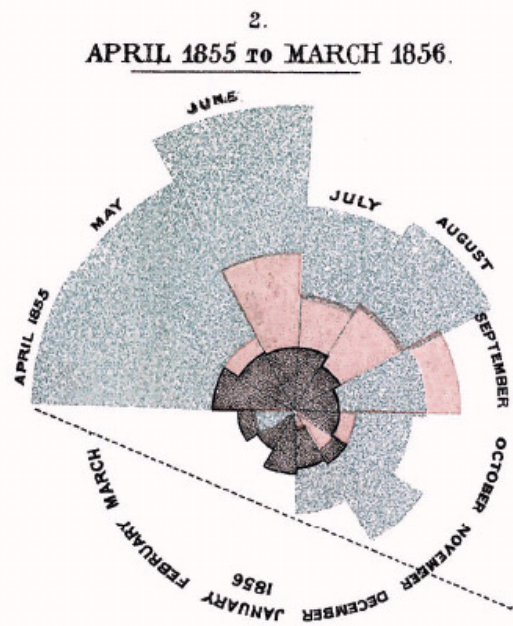 2.
APRIL 1855 TO MARCH 1856.
APRIL 1855
MAY
JUNE
JULY
AUGUST
SEPTEMBER
OCTOBER
NOVEMBER
DECEMBER
JANUARY 1856
FEBRUARY
MARCH